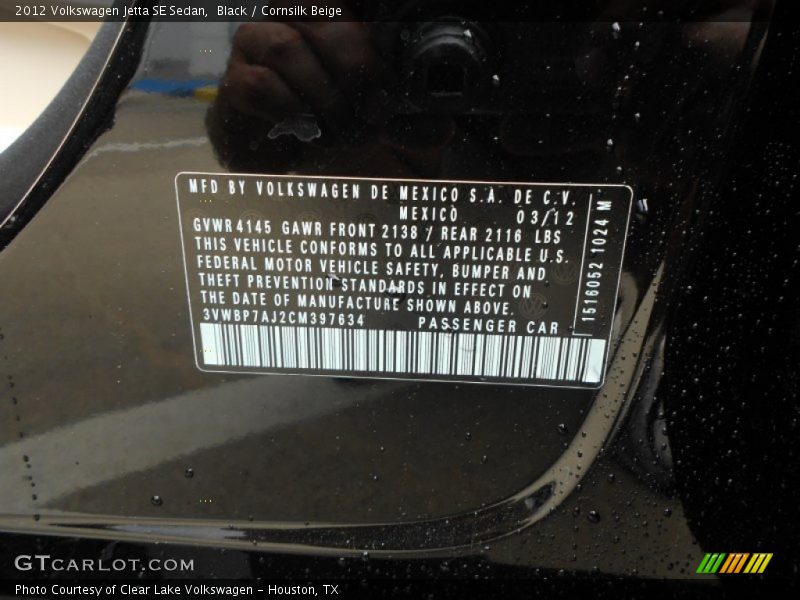 2012 Volkswagen Jetta SE Sedan,  Black / Cornsilk Beige
MFD BY VOLKSWAGEN DE MEXICO S.A. DE C.V.
MEXICO 03/12
GVWR 4145 GAWR FRONT 2138 / REAR 2116 LBS
THIS VEHICLE CONFORMS TO ALL APPLICABLE U.S.
FEDERAL MOTOR VEHICLE SAFETY, BUMPER AND
THEFT PREVENTION STANDARDS IN EFFECT ON
THE DATE OF MANUFACTURE SHOWN ABOVE.
3VWBP7AJ2CM397634 PASSENGER CAR
1516052 1024 M
GTCARLOT.COM
Photo Courtesy of Clear Lake Volkswagen - Houston, TX